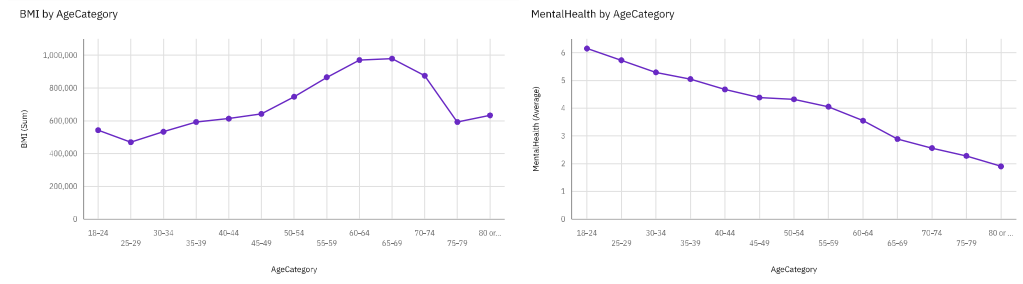 BMI by AgeCategory
BMI (Sum)
1,000,000
800,000
600,000
400,000
200,000
0
18-24 30-34 40-44 50-54 60-64 70-74 80 or...
25-29 35-39 45-49 55-59 65-69 75-79
AgeCategory
MentalHealth by AgeCategory
MentalHealth (Average)
6
5
4
3
2
1
0
18-24 30-34 40-44 50-54 60-64 70-74 80 or ...
25-29 35-39 45-49 55-59 65-69 75-79
AgeCategory